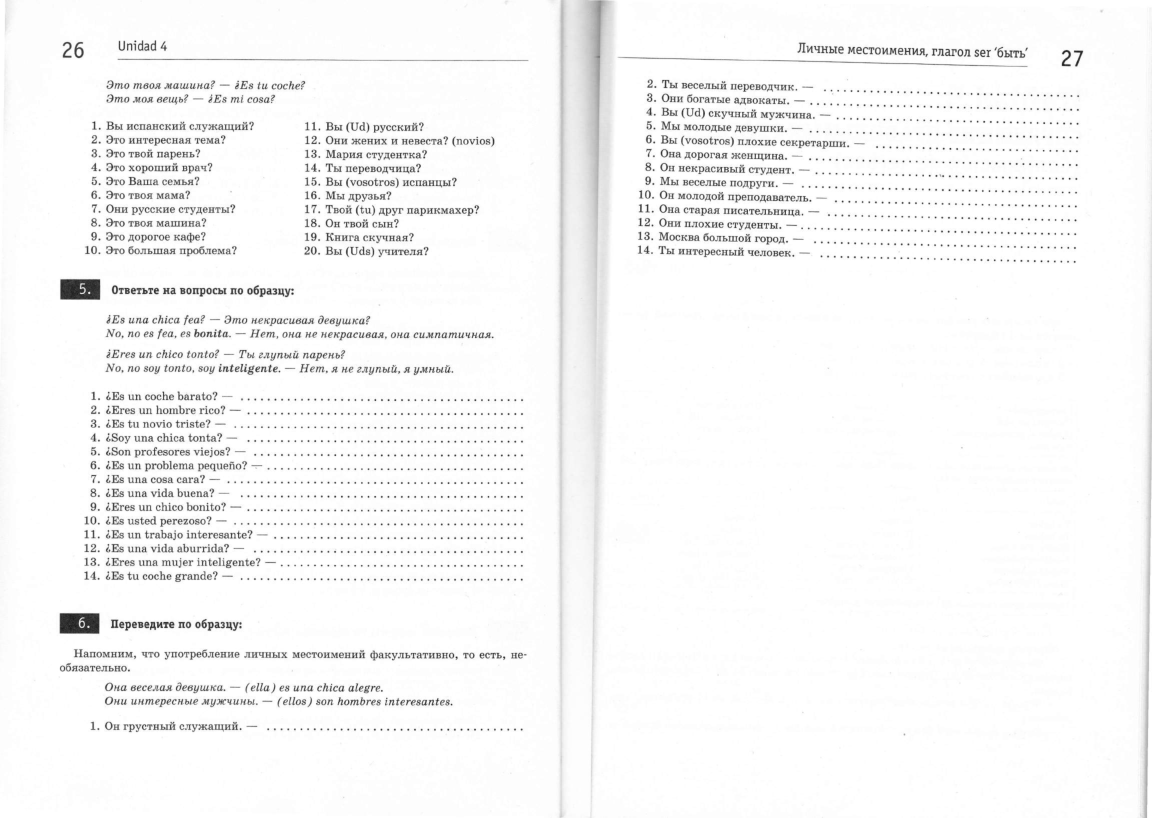 26 Unidad 4
Это твоя машина? — ¿Es tu coche?
Это моя вещь? — ¿Es mi cosa?
1. Вы испанский служащий?
2. Это интересная тема?
3. Это твой парень?
4. Это хороший врач?
5. Это Ваша семья?
6. Это твоя мама?
7. Они русские студенты?
8. Это твоя машина?
9. Это дорогое кафе?
10. Это большая проблема?
11. Вы (Ud) русский?
12. Они жених и невеста? (novios)
13. Мария студентка?
14. Ты переводчица?
15. Вы (vosotros) испанцы?
16. Мы друзья?
17. Твой (tu) друг парикмахер?
18. Он твой сын?
19. Книга скучная?
20. Вы (Uds) учителя?
5. Ответьте на вопросы по образцу:
¿Es una chica fea? — Это некрасивая девушка?
No, no es fea, es bonita. — Нет, она не некрасивая, она симпатичная.
¿Eres un chico tonto? — Ты глупый парень?
No, no soy tonto, soy inteligente. — Нет, я не глупый, я умный.
1. ¿Es un coche barato? — ..........
2. ¿Eres un hombre rico? — ..........
3. ¿Es tu novio triste? — ..........
4. ¿Soy una chica tonta? — ..........
5. ¿Son profesores viejos? — ..........
6. ¿Es un problema pequeño? — ..........
7. ¿Es una cosa cara? — ..........
8. ¿Es una vida buena? — ..........
9. ¿Eres un chico bonito? — ..........
10. ¿Es usted perezoso? — ..........
11. ¿Es un trabajo interesante? — ..........
12. ¿Es una vida aburrida? — ..........
13. ¿Eres una mujer inteligente? — ..........
14. ¿Es tu coche grande? — ..........
6. Переведите по образцу:
Напомним, что употребление личных местоимений факультативно, то есть, не-
обязательно.
Она веселая девушка. — (ella) es una chica alegre.
Они интересные мужчины. — (ellos) son hombres interesantes.
1. Он грустный служащий. — ..........
Личные местоимения, глагол ser 'быть' 27
2. Ты веселый переводчик. — ..........
3. Они богатые адвокаты. — ..........
4. Вы (Ud) скучный мужчина. — ..........
5. Мы молодые девушки. — ..........
6. Вы (vosotros) плохие секретарши. — ..........
7. Она дорогая женщина. — ..........
8. Он некрасивый студент. — ..........
9. Мы веселые подруги. — ..........
10. Он молодой преподаватель. — ..........
11. Она старая писательница. — ..........
12. Они плохие студенты. — ..........
13. Москва большой город. — ..........
14. Ты интересный человек. — ..........